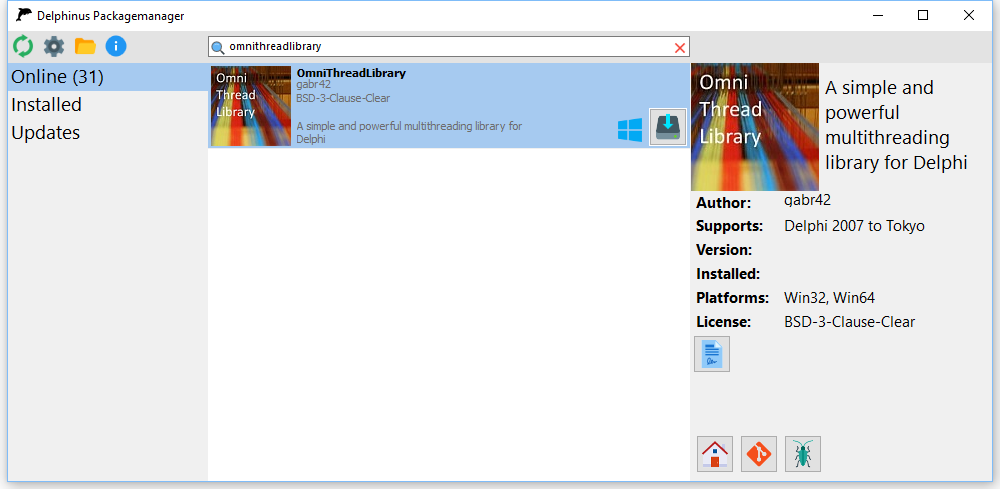 Delphinus Packagemanager
omnithreadlibrary
Online (31)
Installed
Updates
Omni
Thread
Library
OmniThreadLibrary
gabr42
BSD-3-Clause-Clear
A simple and powerful multithreading library for
Delphi
Omni
Thread
Library
A simple and
powerful
multithreading
library for Delphi
Author: gabr42
Supports: Delphi 2007 to Tokyo
Version:
Installed:
Platforms: Win32, Win64
License: BSD-3-Clause-Clear